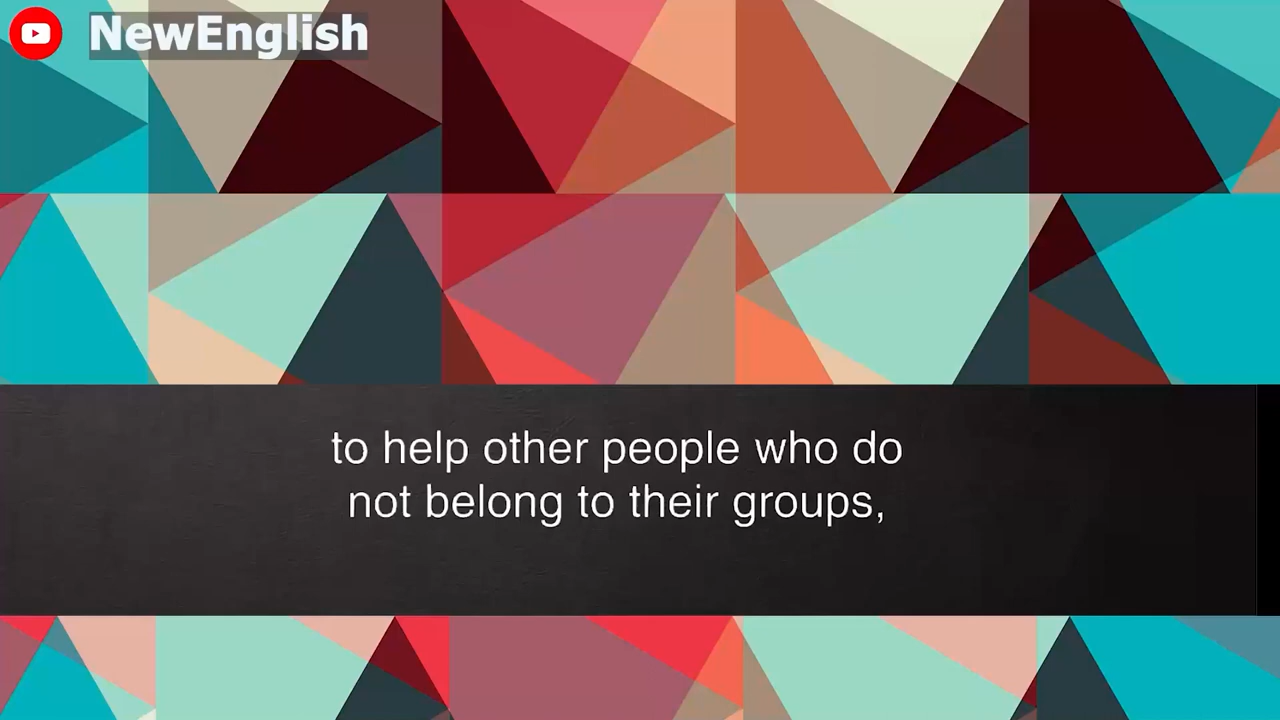 NewEnglish
to help other people who do
not belong to their groups,